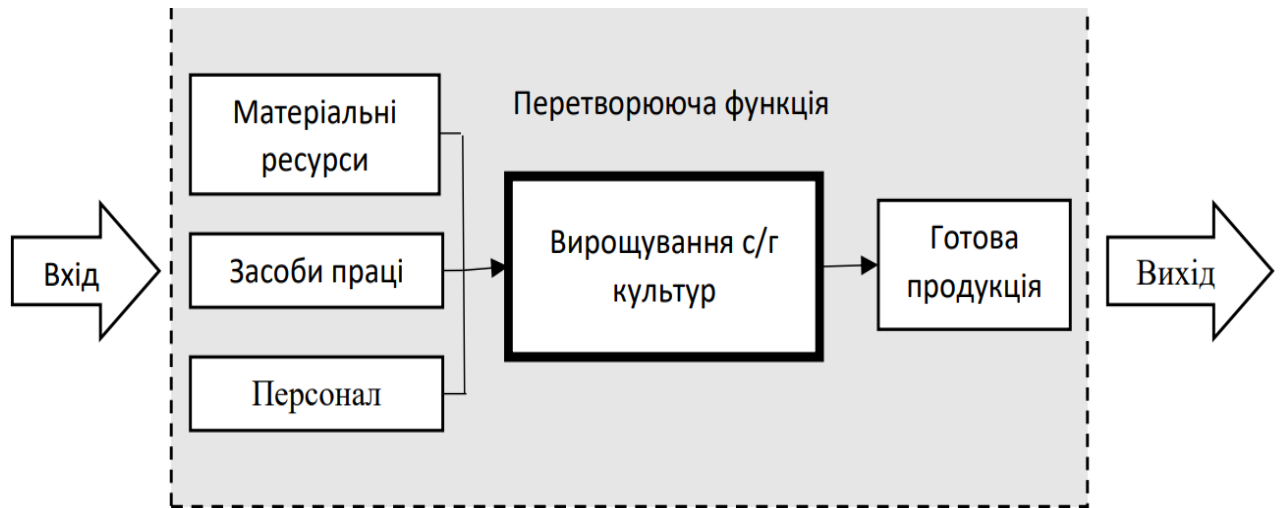 Вхід
Матеріальні
ресурси
Засоби праці
Персонал
Перетворююча функція
Вирощування с/г
культур
Готова
продукція
Вихід